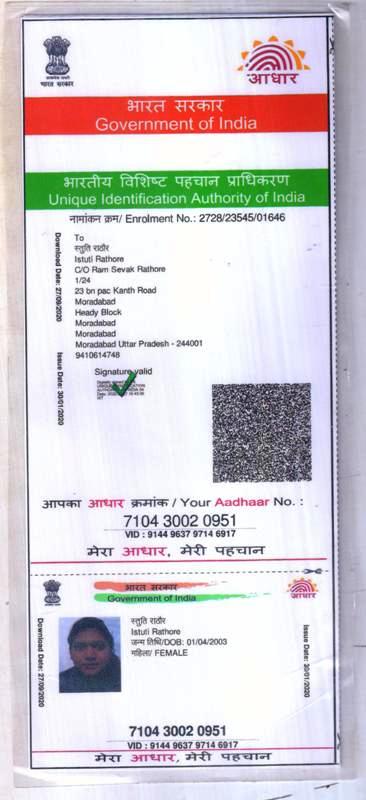 भारत सरकार
आधार
भारत सरकार
Government of India
भारतीय विशिष्ट पहचान प्राधिकरण
Unique Identification Authority of India
नामांकन क्रम/ Enrolment No.: 2728/23545/01646
Download Date: 27/09/2020
Issue Date: 30/01/2020
To
स्तुति राठौर
Istuti Rathore
C/O Ram Sevak Rathore
1/24
23 bn pac Kanth Road
Moradabad
Heady Block
Moradabad
Moradabad
Moradabad Uttar Pradesh - 244001
9410614748
Signature valid
आपका आधार क्रमांक / Your Aadhaar No. :
7104 3002 0951
VID : 9144 9637 9714 6917
मेरा आधार, मेरी पहचान
भारत सरकार
Government of India
आधार
Download Date: 27/09/2020
स्तुति राठौर
Istuti Rathore
जन्म तिथि/DOB: 01/04/2003
महिला/ FEMALE
Issue Date: 30/01/2020
7104 3002 0951
VID : 9144 9637 9714 6917
मेरा आधार, मेरी पहचान